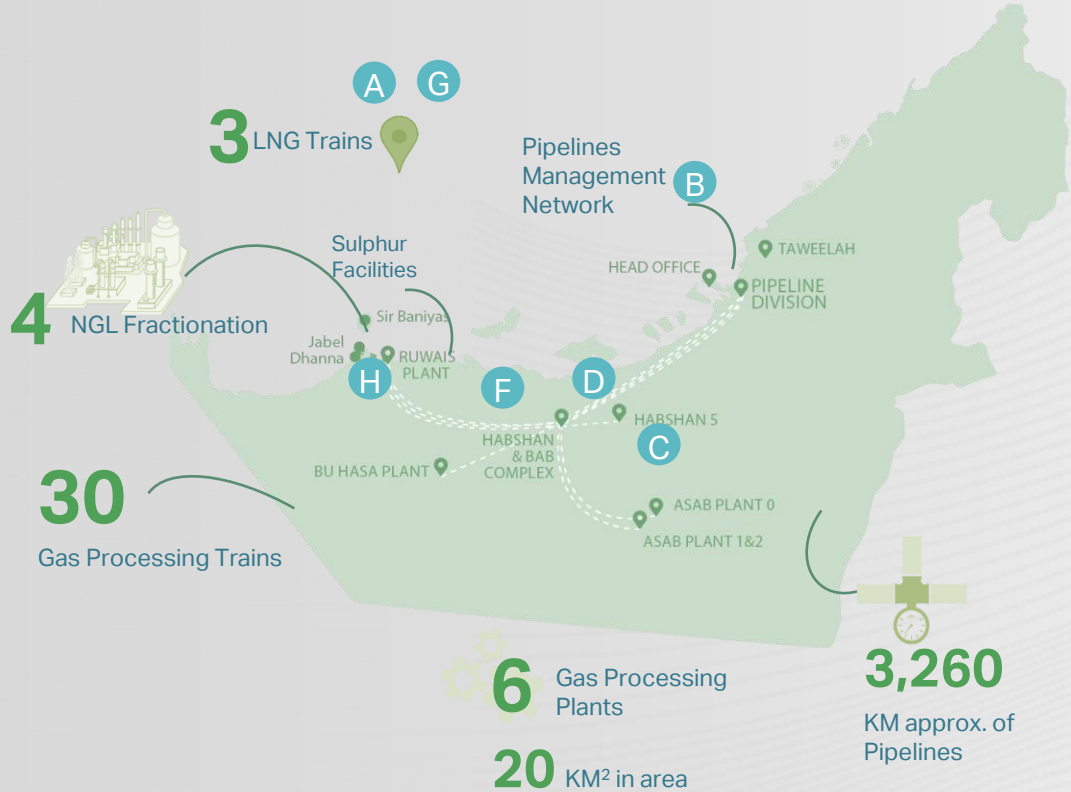 A
G
3 LNG Trains
Pipelines
Management
Network
B
Sulphur
Facilities
TAWEELAH
HEAD OFFICE
PIPELINE
DIVISION
4 NGL Fractionation
Sir Baniyas
Jabel
Dhanna
RUWAIS
PLANT
H
F
D
HABSHAN 5
C
HABSHAN
& BAB
COMPLEX
BU HASA PLANT
ASAB PLANT 0
ASAB PLANT 1&2
30
Gas Processing Trains
6 Gas Processing
Plants
20 KM² in area
3,260
KM approx. of
Pipelines